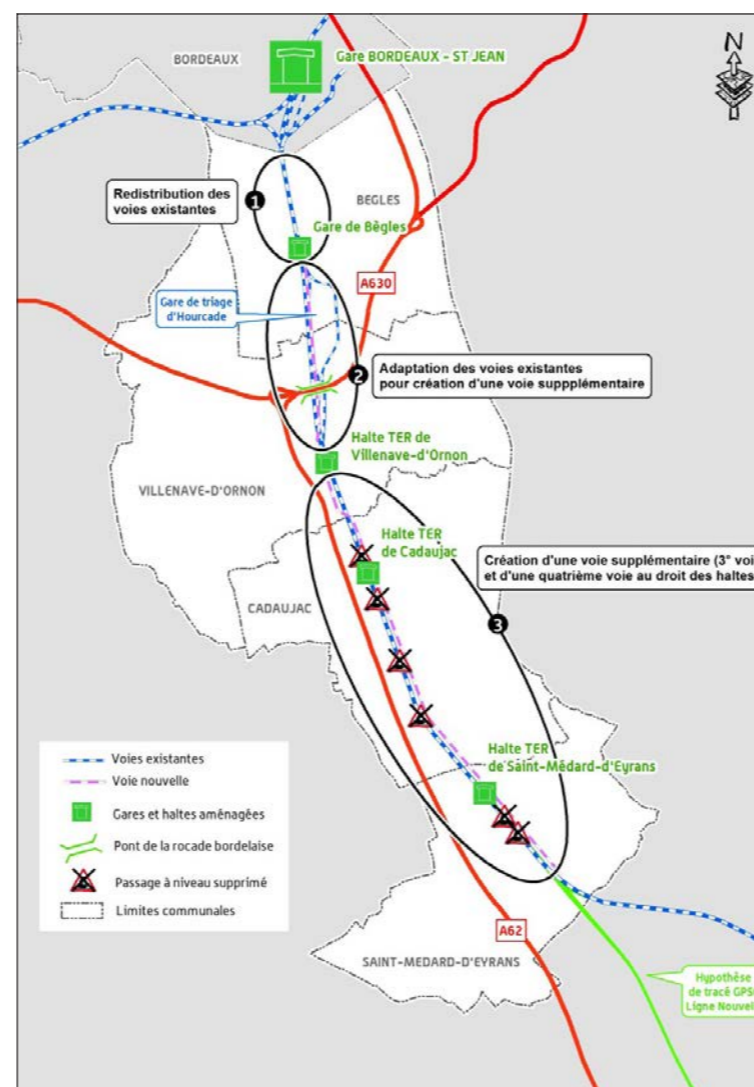 BORDEAUX
Gare BORDEAUX - ST JEAN
N
Redistribution des
voies existantes
1
BEGLES
Gare de Bègles
A630
Gare de triage
d'Hourcade
2
Adaptation des voies existantes
pour création d'une voie suppplémentaire
Halte TER de
Villenave-d'Ornon
VILLENAVE-D'ORNON
Halte TER
de Cadaujac
Création d'une voie supplémentaire (3° voi
et d'une quatrième voie au droit des haltes
CADAUJAC
3
Halte TER
de Saint-Médard-d'Eyrans
Voies existantes
Voie nouvelle
Gares et haltes aménagées
Pont de la rocade bordelaise
Passage à niveau supprimé
Limites communales
A62
SAINT-MEDARD-D'EYRANS
Hypothèse
de tracé GPS
Ligne Nouvel